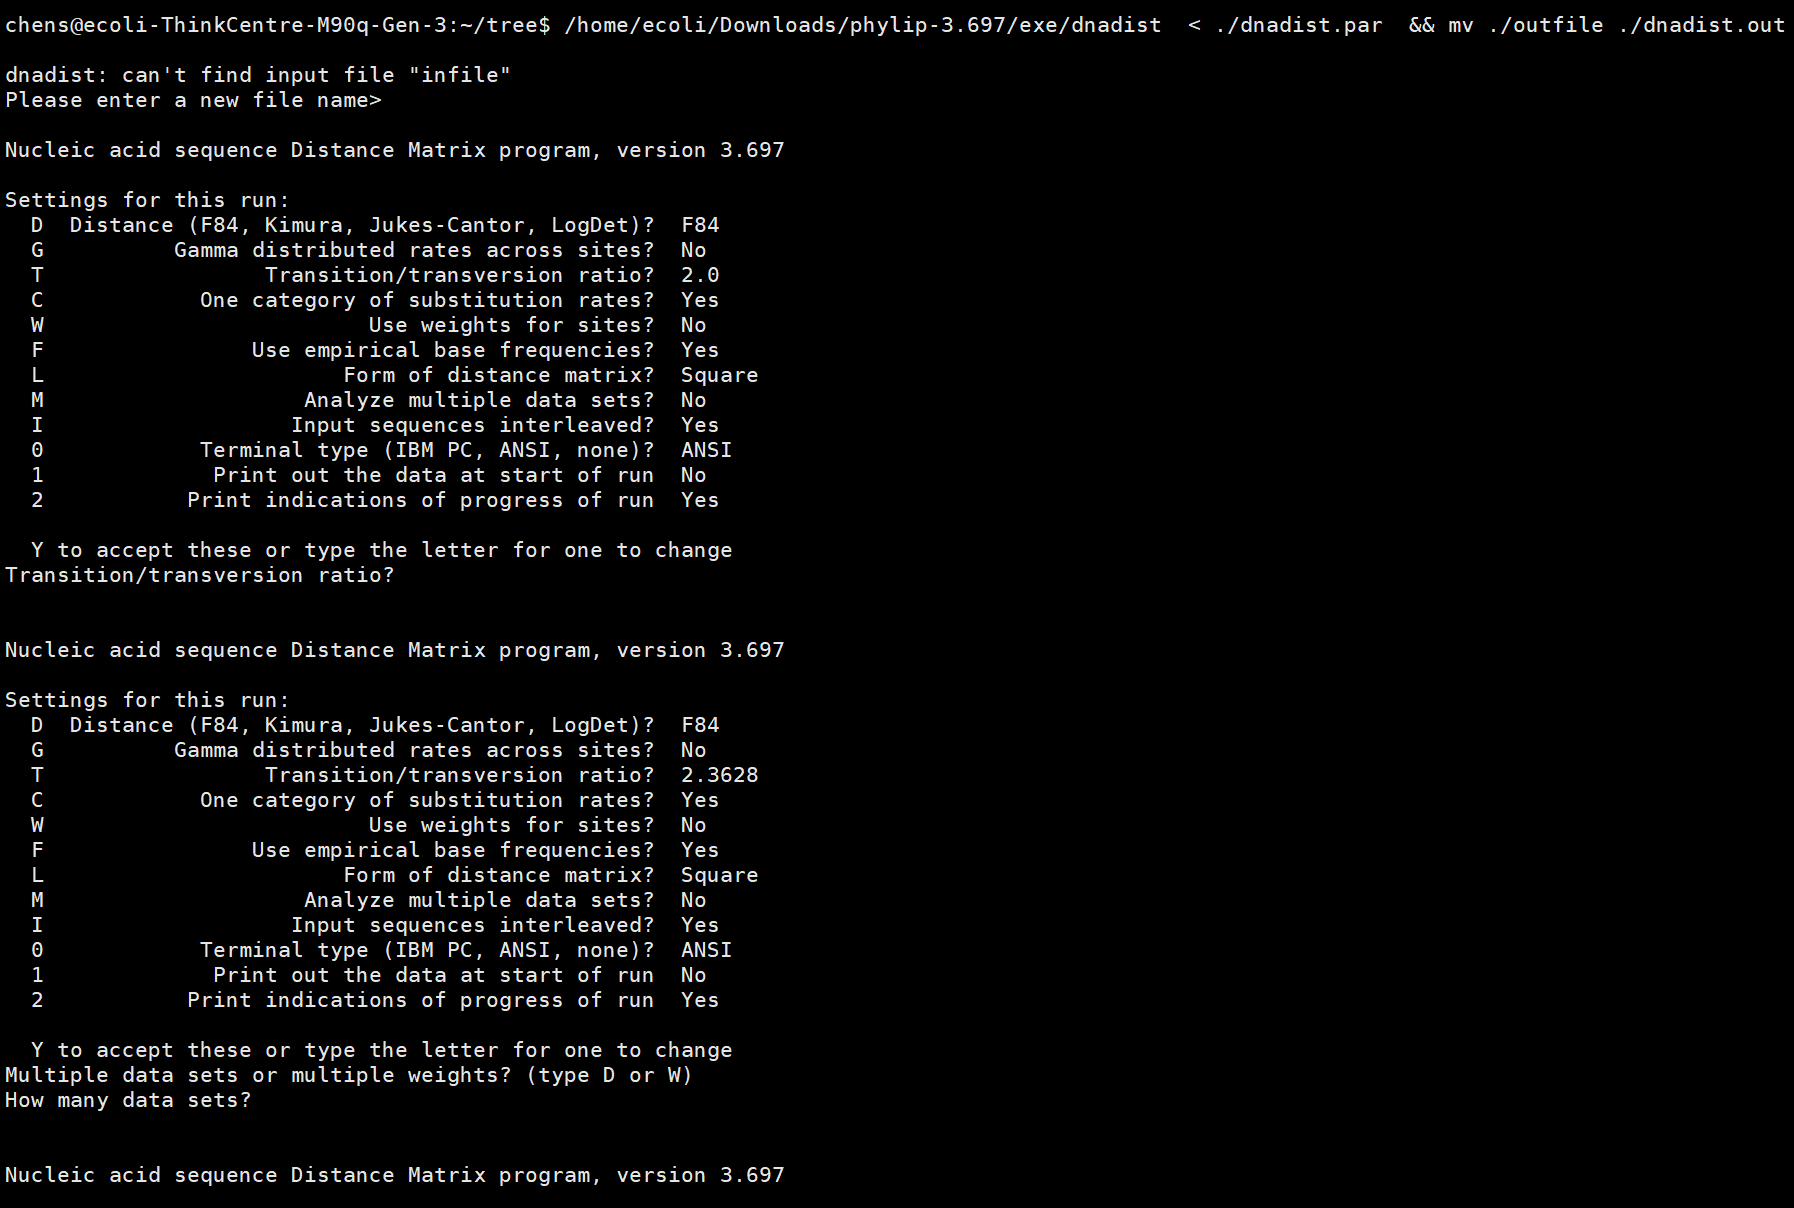 chens@ecoli-ThinkCentre-M90q-Gen-3:~/tree$ /home/ecoli/Downloads/phylip-3.697/exe/dnadist  < ./dnadist.par  && mv ./outfile ./dnadist.out
dnadist: can't find input file "infile"
Please enter a new file name>
Nucleic acid sequence Distance Matrix program, version 3.697
Settings for this run:
  D  Distance (F84, Kimura, Jukes-Cantor, LogDet)?  F84
  G          Gamma distributed rates across sites?  No
  T                 Transition/transversion ratio?  2.0
  C            One category of substitution rates?  Yes
  W                         Use weights for sites?  No
  F                Use empirical base frequencies?  Yes
  L                       Form of distance matrix?  Square
  M                    Analyze multiple data sets?  No
  I                   Input sequences interleaved?  Yes
  0            Terminal type (IBM PC, ANSI, none)?  ANSI
  1             Print out the data at start of run  No
  2           Print indications of progress of run  Yes
  Y to accept these or type the letter for one to change
Transition/transversion ratio?
Nucleic acid sequence Distance Matrix program, version 3.697
Settings for this run:
  D  Distance (F84, Kimura, Jukes-Cantor, LogDet)?  F84
  G          Gamma distributed rates across sites?  No
  T                 Transition/transversion ratio?  2.3628
  C            One category of substitution rates?  Yes
  W                         Use weights for sites?  No
  F                Use empirical base frequencies?  Yes
  L                       Form of distance matrix?  Square
  M                    Analyze multiple data sets?  No
  I                   Input sequences interleaved?  Yes
  0            Terminal type (IBM PC, ANSI, none)?  ANSI
  1             Print out the data at start of run  No
  2           Print indications of progress of run  Yes
  Y to accept these or type the letter for one to change
Multiple data sets or multiple weights? (type D or W)
How many data sets?
Nucleic acid sequence Distance Matrix program, version 3.697